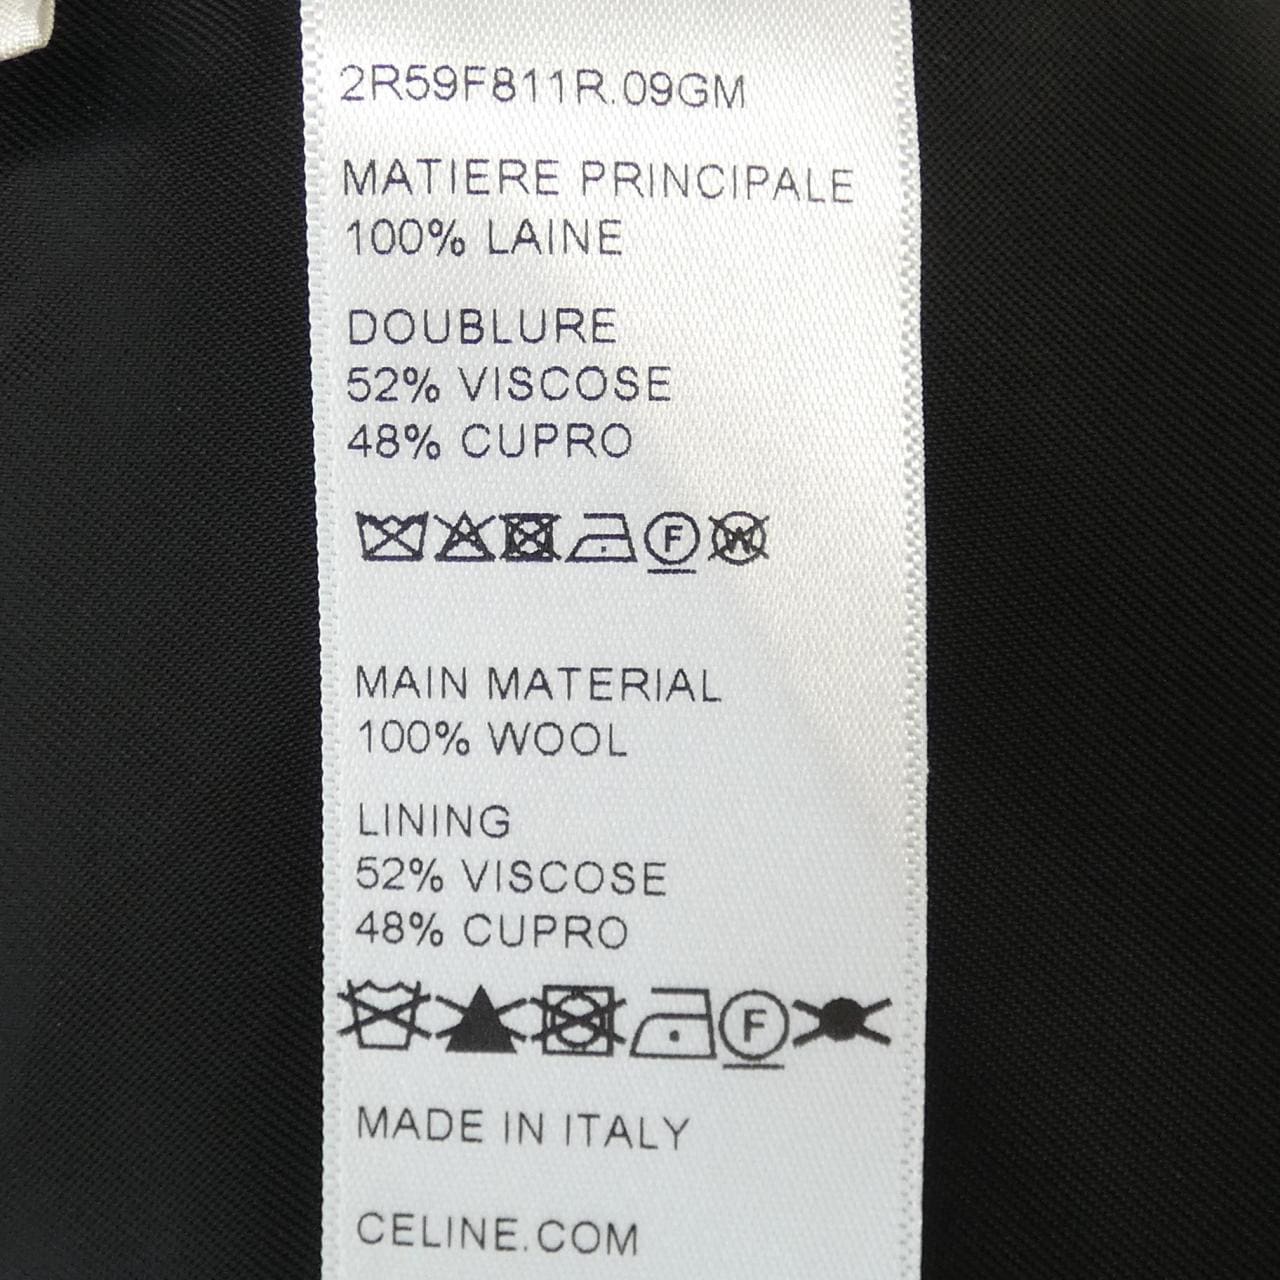 2R59F811R.09GM
MATIERE PRINCIPALE
100% LAINE
DOUBLURE
52% VISCOSE
48% CUPRO
F W
MAIN MATERIAL
100% WOOL
LINING
52% VISCOSE
48% CUPRO
F
MADE IN ITALY
CELINE.COM